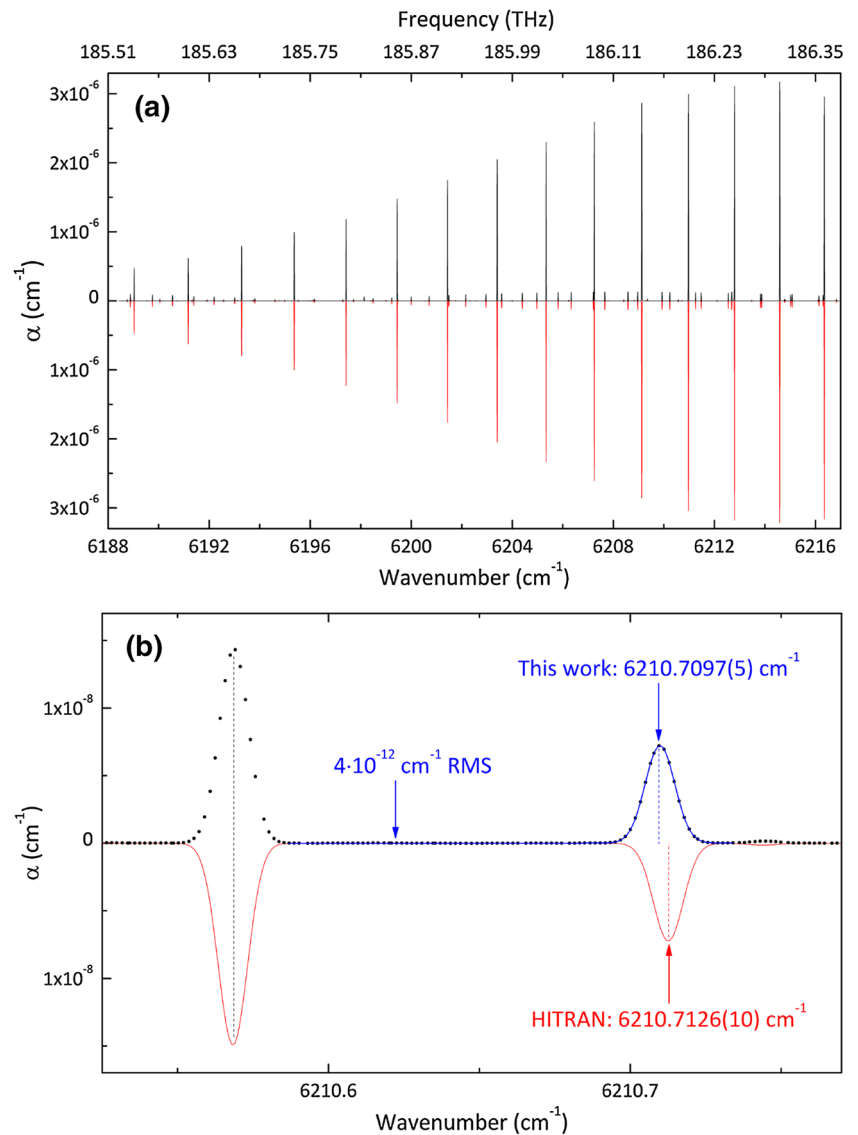 Frequency (THz)
185.51 185.63 185.75 185.87 185.99 186.11 186.23 186.35
(a)
3x10⁻⁶
2x10⁻⁶
1x10⁻⁶
0
1x10⁻⁶
2x10⁻⁶
3x10⁻⁶
α (cm⁻¹)
6188 6192 6196 6200 6204 6208 6212 6216
Wavenumber (cm⁻¹)
(b)
This work: 6210.7097(5) cm⁻¹
1x10⁻⁸
4·10⁻¹² cm⁻¹ RMS
0
α (cm⁻¹)
1x10⁻⁸
HITRAN: 6210.7126(10) cm⁻¹
6210.6 6210.7
Wavenumber (cm⁻¹)